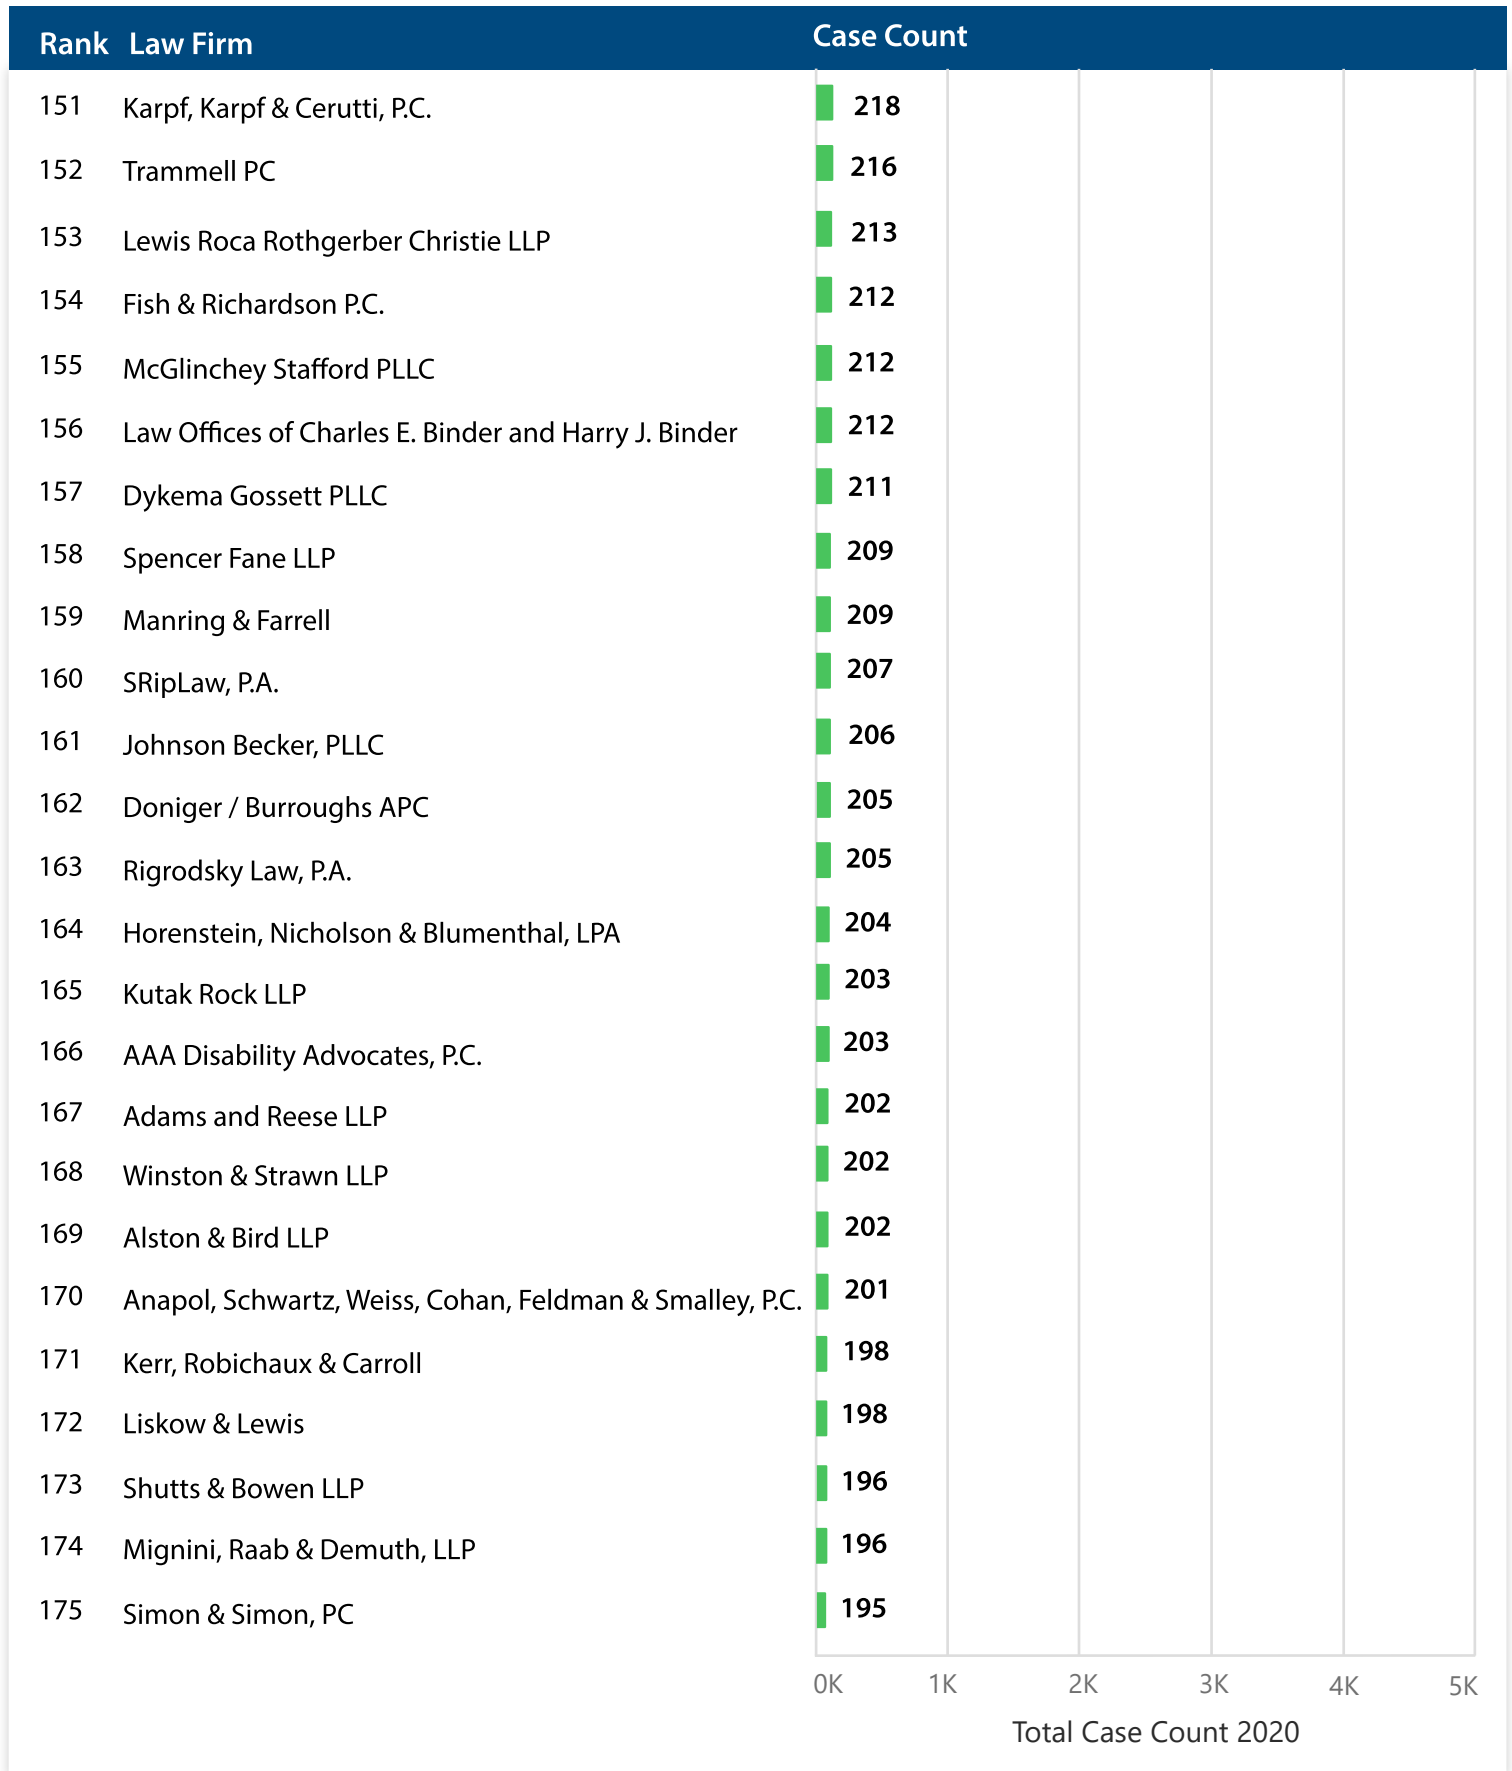 Rank Law Firm Case Count
151 Karpf, Karpf & Cerutti, P.C. 218
152 Trammell PC 216
153 Lewis Roca Rothgerber Christie LLP 213
154 Fish & Richardson P.C. 212
155 McGlinchey Stafford PLLC 212
156 Law Offices of Charles E. Binder and Harry J. Binder 212
157 Dykema Gossett PLLC 211
158 Spencer Fane LLP 209
159 Manring & Farrell 209
160 SRipLaw, P.A. 207
161 Johnson Becker, PLLC 206
162 Doniger / Burroughs APC 205
163 Rigrodsky Law, P.A. 205
164 Horenstein, Nicholson & Blumenthal, LPA 204
165 Kutak Rock LLP 203
166 AAA Disability Advocates, P.C. 203
167 Adams and Reese LLP 202
168 Winston & Strawn LLP 202
169 Alston & Bird LLP 202
170 Anapol, Schwartz, Weiss, Cohan, Feldman & Smalley, P.C. 201
171 Kerr, Robichaux & Carroll 198
172 Liskow & Lewis 198
173 Shutts & Bowen LLP 196
174 Mignini, Raab & Demuth, LLP 196
175 Simon & Simon, PC 195
0K 1K 2K 3K 4K 5K
Total Case Count 2020